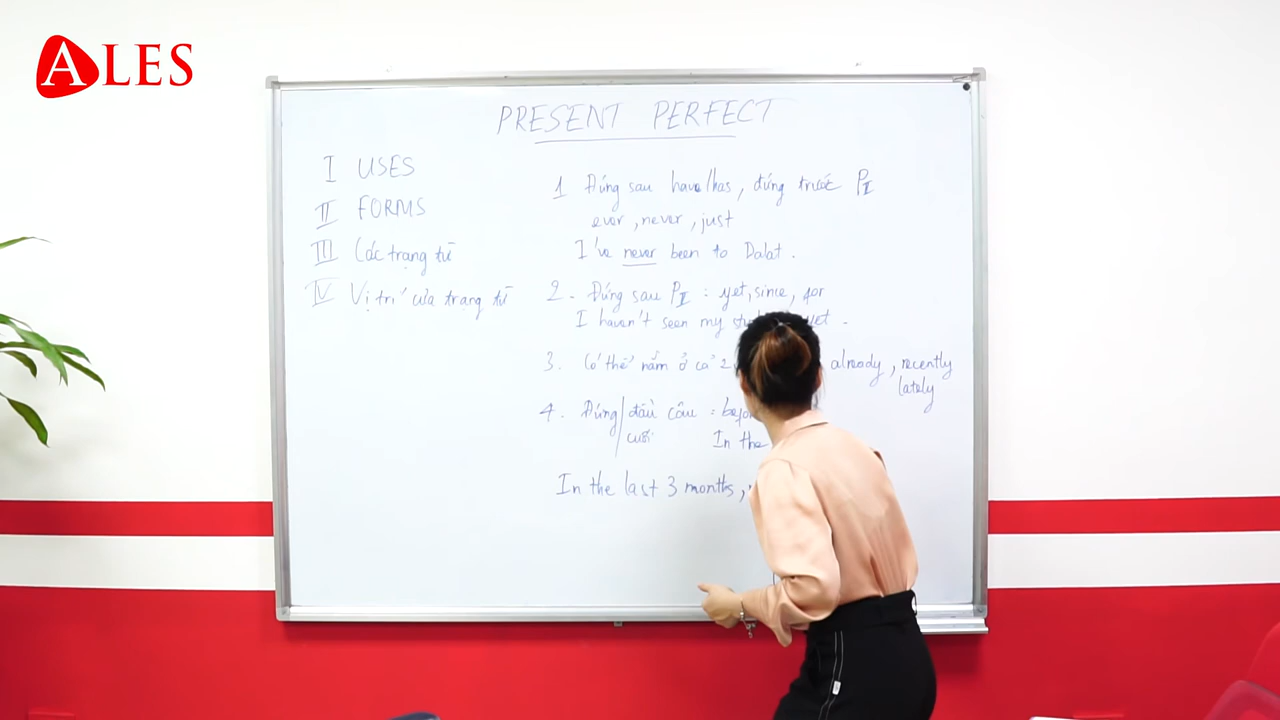 ALES
PRESENT PERFECT
I USES
II FORMS
III Các trạng từ
IV Vị trí của trạng từ
1 Đứng sau have/has, đứng trước PII
ever, never, just
I've never been to Dalat.
2. Đứng sau PII: yet, since, for
I haven't seen my yet.
3. Có thể nằm ở cả 2 already, recently
lately
4. Đứng/ đầu câu:
cuối In the
In the last 3 months,